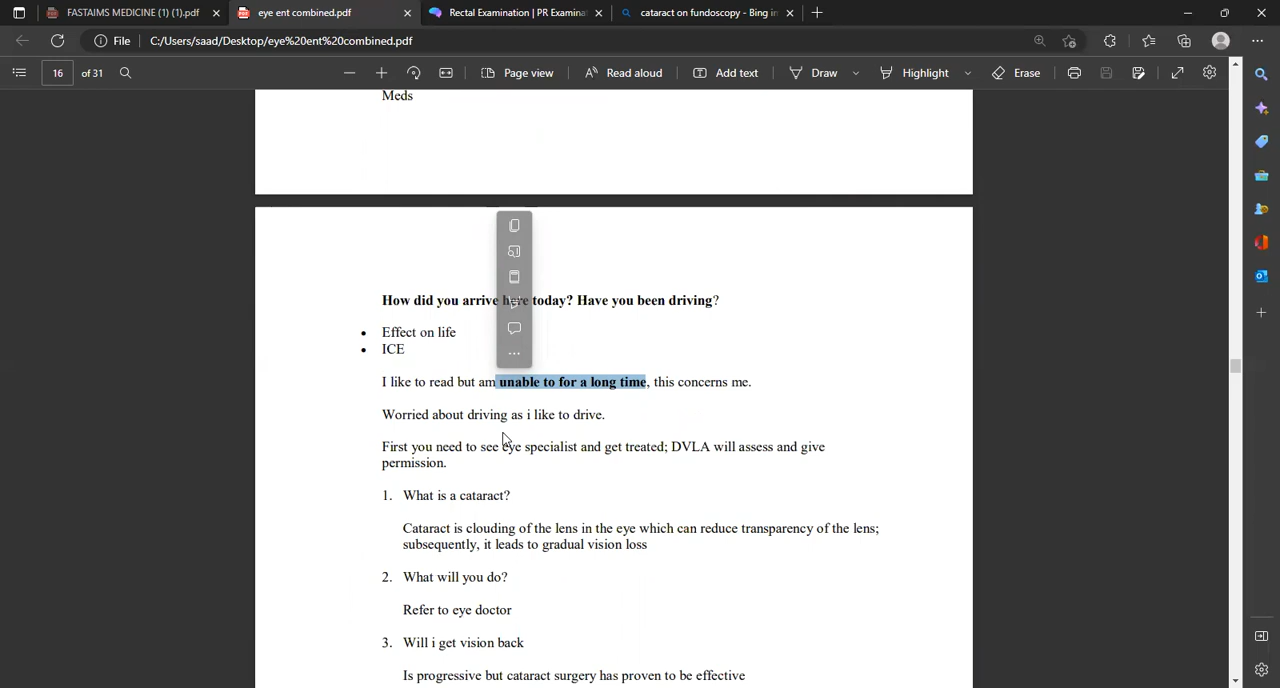 FASTAIMS MEDICINE (1) (1).pdf
eye ent combined.pdf
Rectal Examination | PR Examina
cataract on fundoscopy - Bing in
File
C:/Users/saad/Desktop/eye%20ent%20combined.pdf
16 of 31
Page view
Read aloud
Add text
Draw
Highlight
Erase
Meds
How did you arrive here today? Have you been driving?
• Effect on life
• ICE
I like to read but am unable to for a long time, this concerns me.
Worried about driving as i like to drive.
First you need to see eye specialist and get treated; DVLA will assess and give
permission.
1. What is a cataract?
Cataract is clouding of the lens in the eye which can reduce transparency of the lens;
subsequently, it leads to gradual vision loss
2. What will you do?
Refer to eye doctor
3. Will i get vision back
Is progressive but cataract surgery has proven to be effective